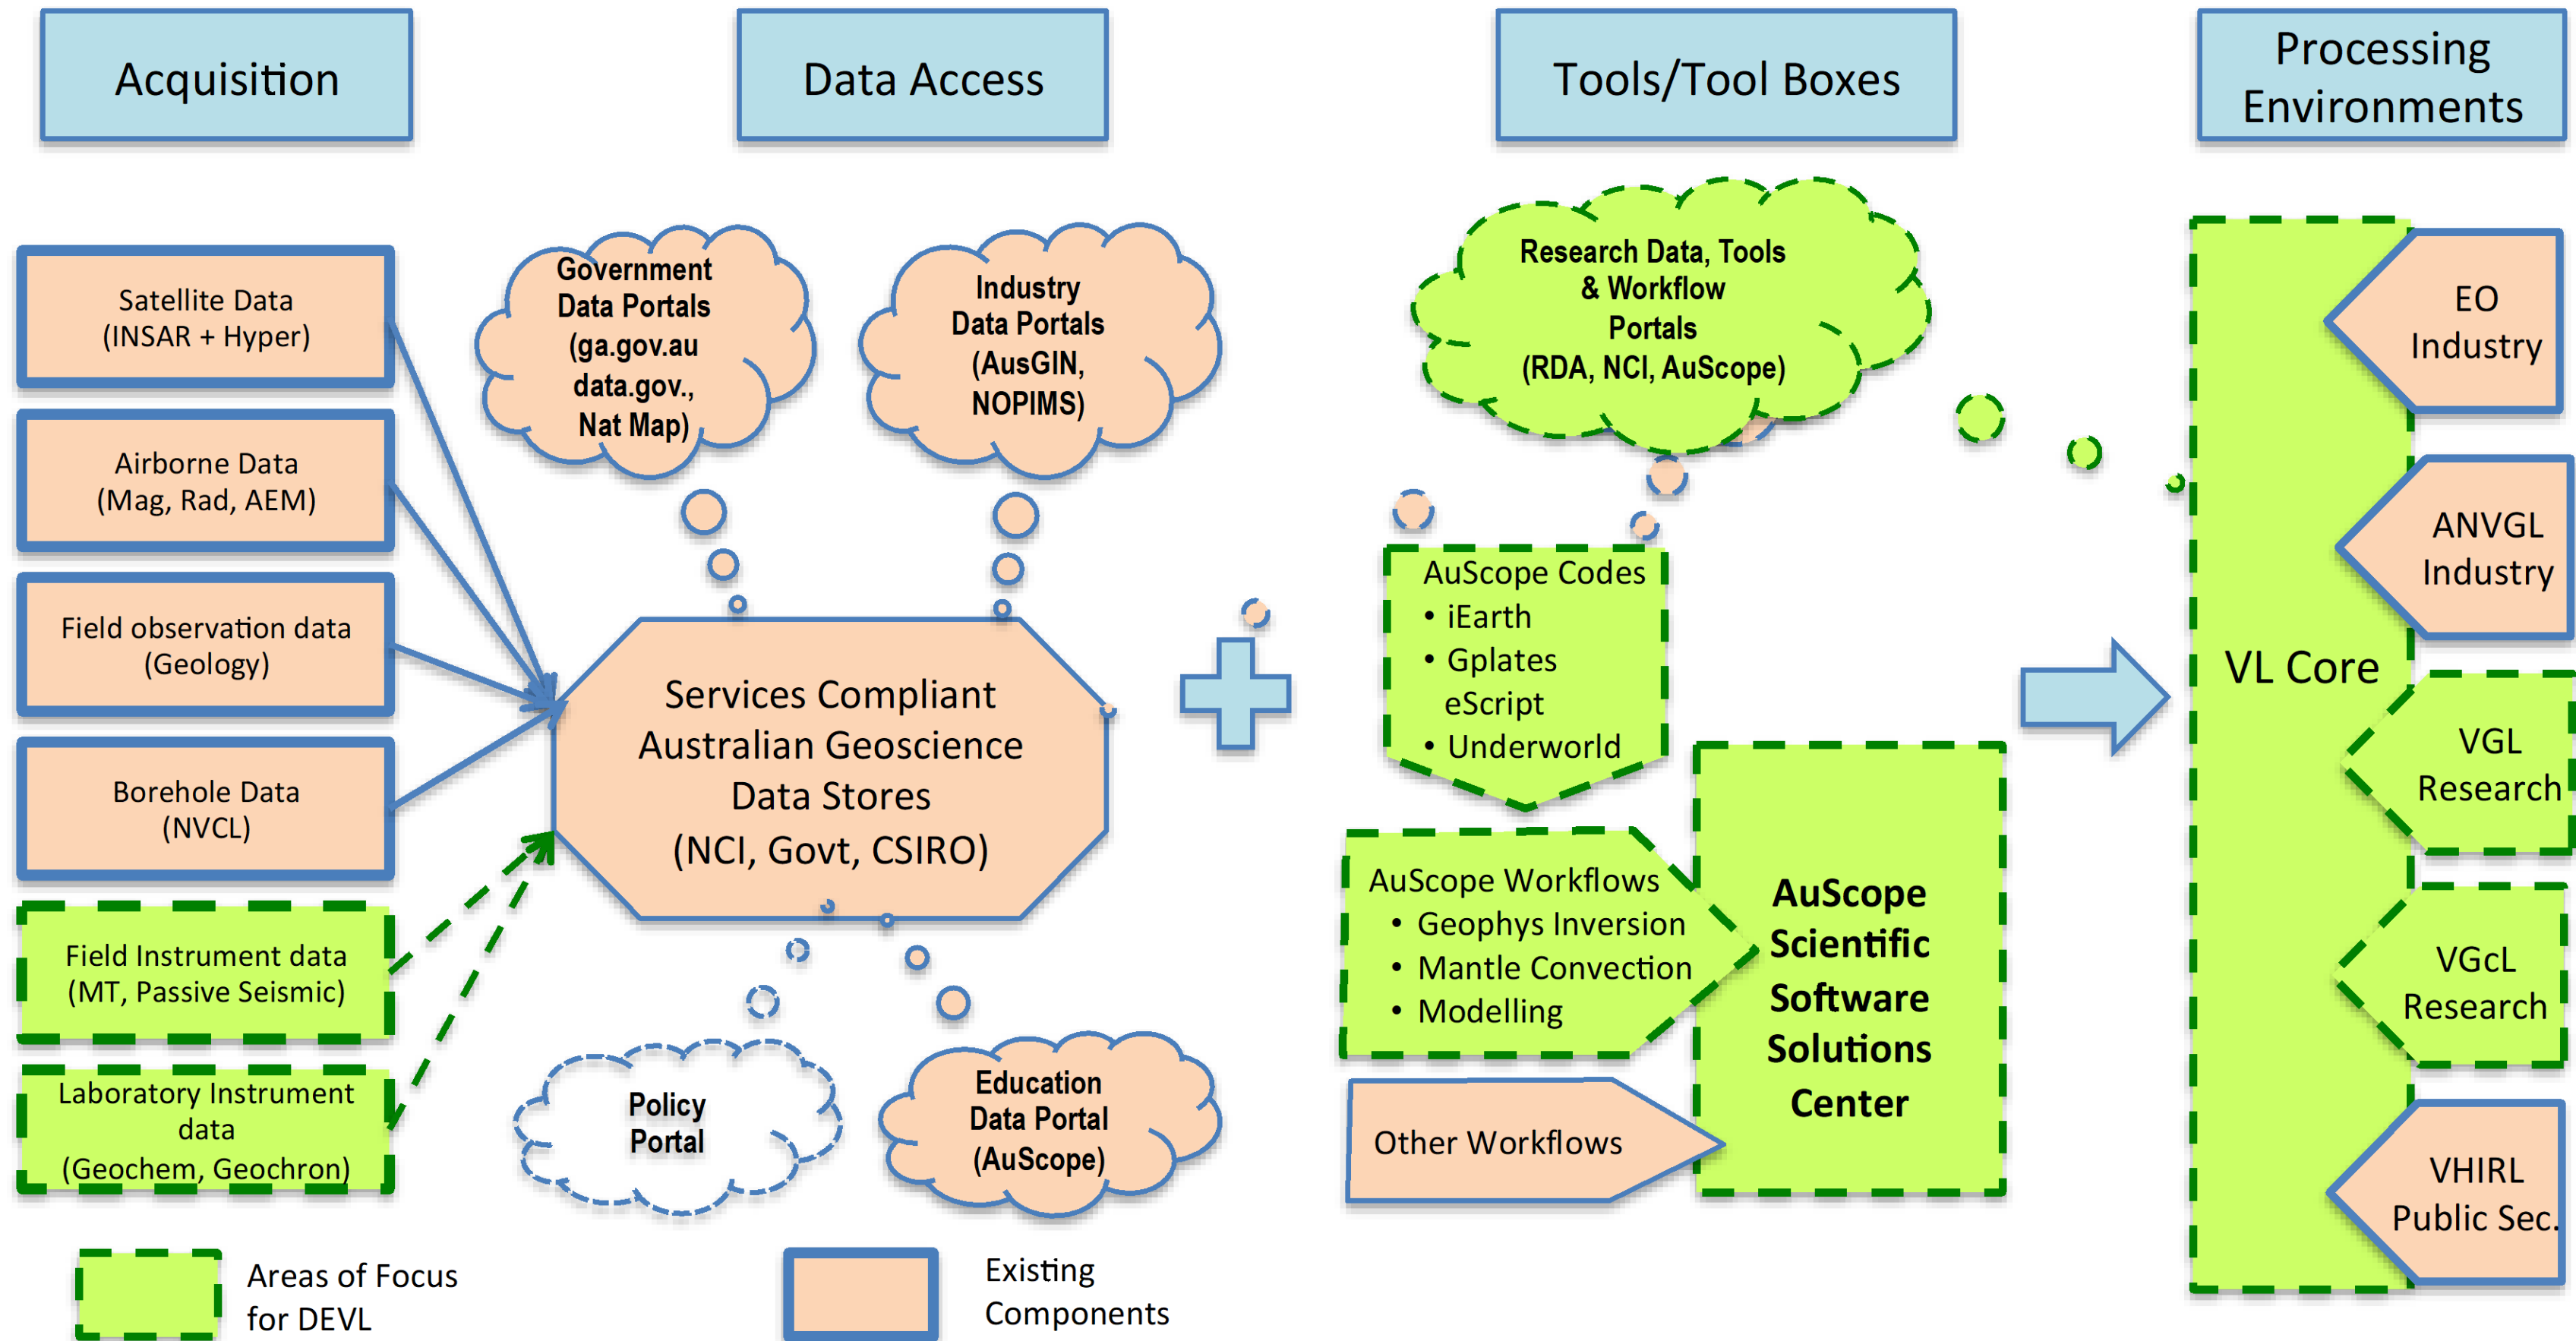 Acquisition
Data Access
Tools/Tool Boxes
Processing
Environments
Satellite Data
(INSAR + Hyper)
Airborne Data
(Mag, Rad, AEM)
Field observation data
(Geology)
Borehole Data
(NVCL)
Field Instrument data
(MT, Passive Seismic)
Laboratory Instrument
data
(Geochem, Geochron)
Government
Data Portals
(ga.gov.au
data.gov.,
Nat Map)
Industry
Data Portals
(AusGIN,
NOPIMS)
Services Compliant
Australian Geoscience
Data Stores
(NCI, Govt, CSIRO)
Policy
Portal
Education
Data Portal
(AuScope)
Research Data, Tools
& Workflow
Portals
(RDA, NCI, AuScope)
AuScope Codes
• iEarth
• Gplates
eScript
• Underworld
AuScope Workflows
• Geophys Inversion
• Mantle Convection
• Modelling
Other Workflows
AuScope
Scientific
Software
Solutions
Center
VL Core
EO
Industry
ANVGL
Industry
VGL
Research
VGcL
Research
VHIRL
Public Sec.
Areas of Focus
for DEVL
Existing
Components